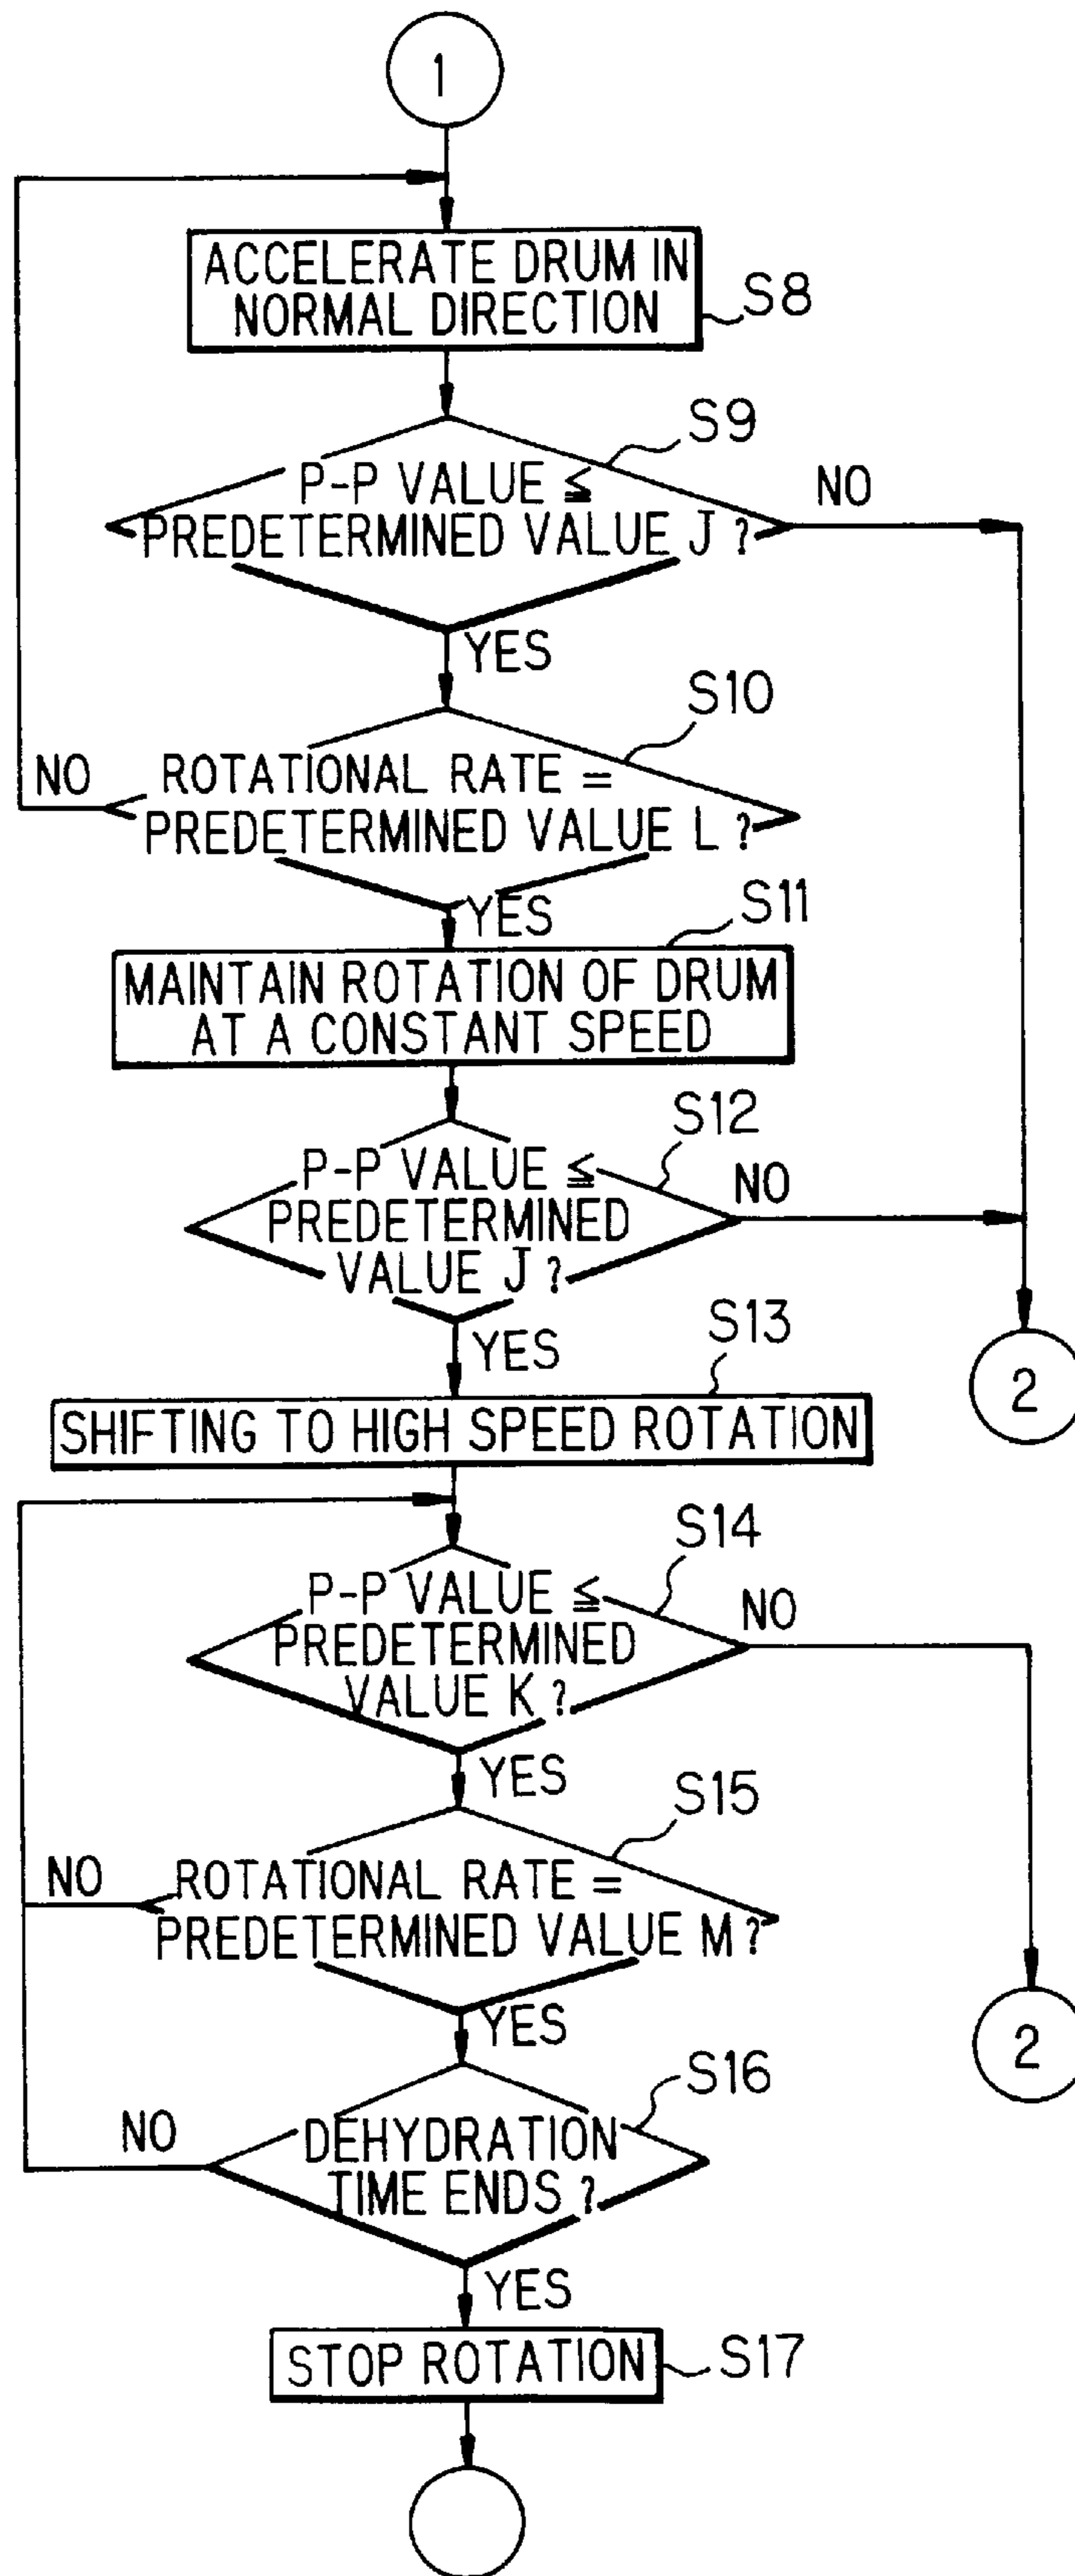 1
ACCELERATE DRUM IN
NORMAL DIRECTION
S8
S9
P-P VALUE ≦
PREDETERMINED VALUE J ?
NO
YES
S10
NO
ROTATIONAL RATE =
PREDETERMINED VALUE L ?
YES
S11
MAINTAIN ROTATION OF DRUM
AT A CONSTANT SPEED
S12
P-P VALUE ≦
PREDETERMINED
VALUE J ?
NO
YES
S13
2
SHIFTING TO HIGH SPEED ROTATION
S14
P-P VALUE ≦
PREDETERMINED
VALUE K ?
NO
YES
S15
NO
ROTATIONAL RATE =
PREDETERMINED VALUE M ?
YES
2
S16
NO
DEHYDRATION
TIME ENDS ?
YES
STOP ROTATION
S17